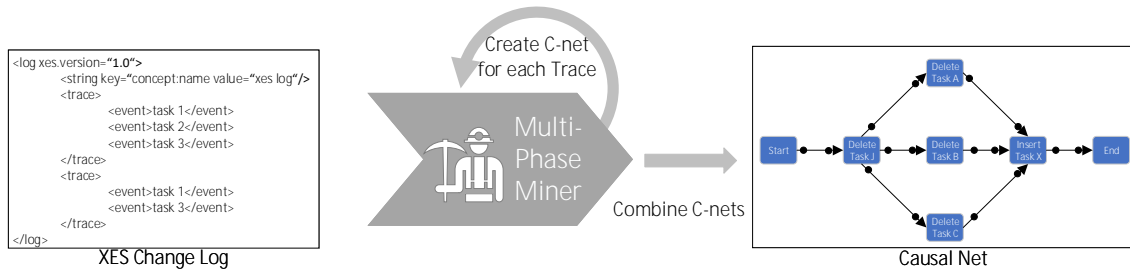 <log xes.version="1.0">
<string key="concept:name value="xes log"/>
<trace>
<event>task 1</event>
<event>task 2</event>
<event>task 3</event>
</trace>
<trace>
<event>task 1</event>
<event>task 3</event>
</trace>
</log>
XES Change Log
Create C-net
for each Trace
Multi-
Phase
Miner
Combine C-nets
Start
Delete
Task J
Delete
Task A
Delete
Task B
Delete
Task C
Insert
Task X
End
Causal Net